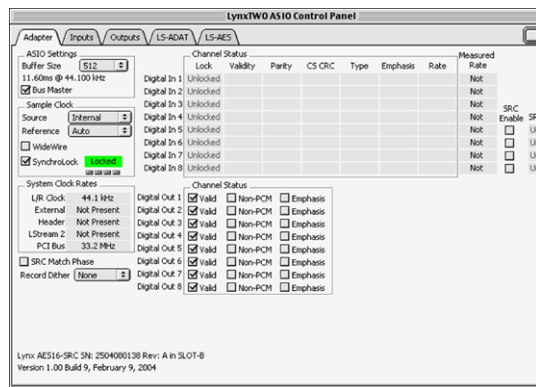 LynxTWO ASIO Control Panel
Adapter Inputs Outputs LS-ADAT LS-AES
ASIO Settings
Buffer Size 512
11.60ms @ 44.100 kHz
Bus Master
Sample Clock
Source Internal
Reference Auto
WideWire
SynchroLock Locked
System Clock Rates
L/R Clock 44.1 kHz
External Not Present
Header Not Present
LStream 2 Not Present
PCI Bus 33.2 MHz
SRC Match Phase
Record Dither None
Channel Status Measured
Lock Validity Parity CS CRC Type Emphasis Rate Rate
Digital In 1 Unlocked Not
Digital In 2 Unlocked Not
Digital In 3 Unlocked Not
Digital In 4 Unlocked Not
Digital In 5 Unlocked Not
Digital In 6 Unlocked Not
Digital In 7 Unlocked Not
Digital In 8 Unlocked Not
SRC
Enable
Channel Status
Digital Out 1 Valid Non-PCM Emphasis
Digital Out 2 Valid Non-PCM Emphasis
Digital Out 3 Valid Non-PCM Emphasis
Digital Out 4 Valid Non-PCM Emphasis
Digital Out 5 Valid Non-PCM Emphasis
Digital Out 6 Valid Non-PCM Emphasis
Digital Out 7 Valid Non-PCM Emphasis
Digital Out 8 Valid Non-PCM Emphasis
Lynx AES16-SRC SN: 2504080138 Rev: A in SLOT-B
Version 1.00 Build 9, February 9, 2004